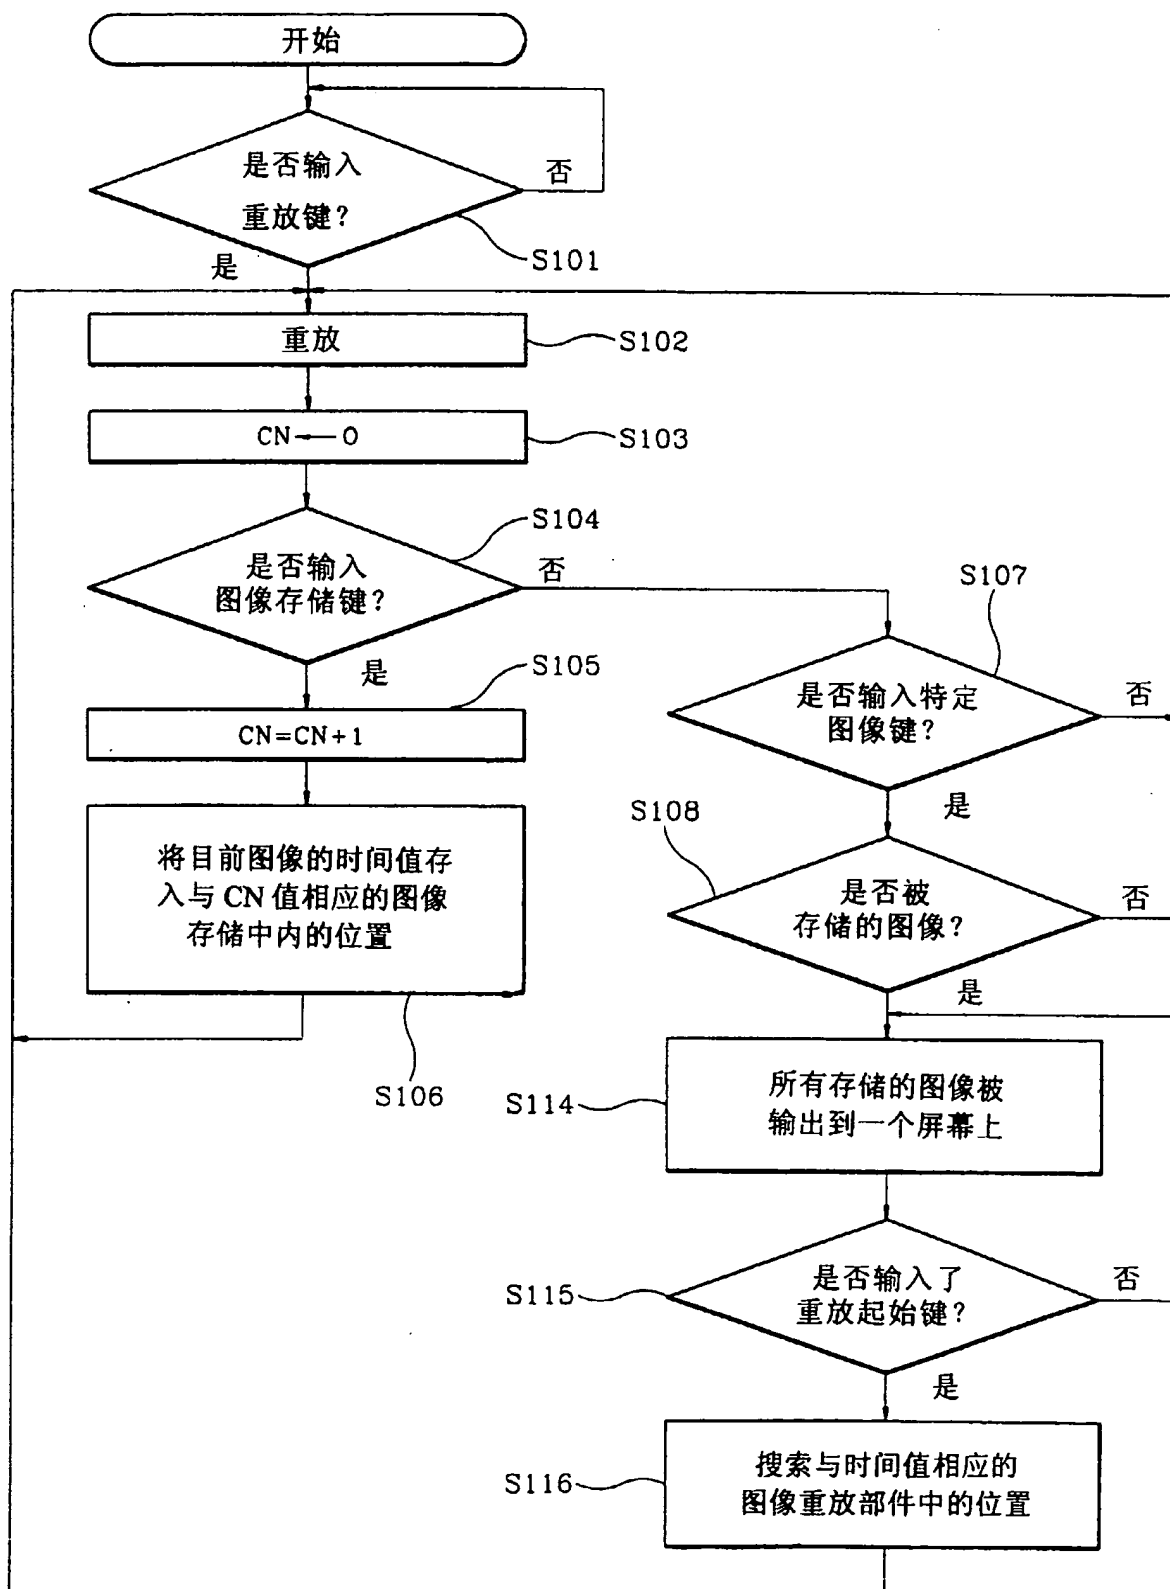 开始
是否输入
重放键?
否
S101
是
重放
S102
CN←0
S103
S104
是否输入
图像存储键?
否
是
S105
CN=CN+1
将目前图像的时间值存
入与CN值相应的图像
存储中内的位置
S106
S107
是否输入特定
图像键?
否
是
S108
是否被
存储的图像?
否
是
所有存储的图像被
输出到一个屏幕上
S114
是否输入了
重放起始键?
否
S115
是
搜索与时间值相应的
图像重放部件中的位置
S116